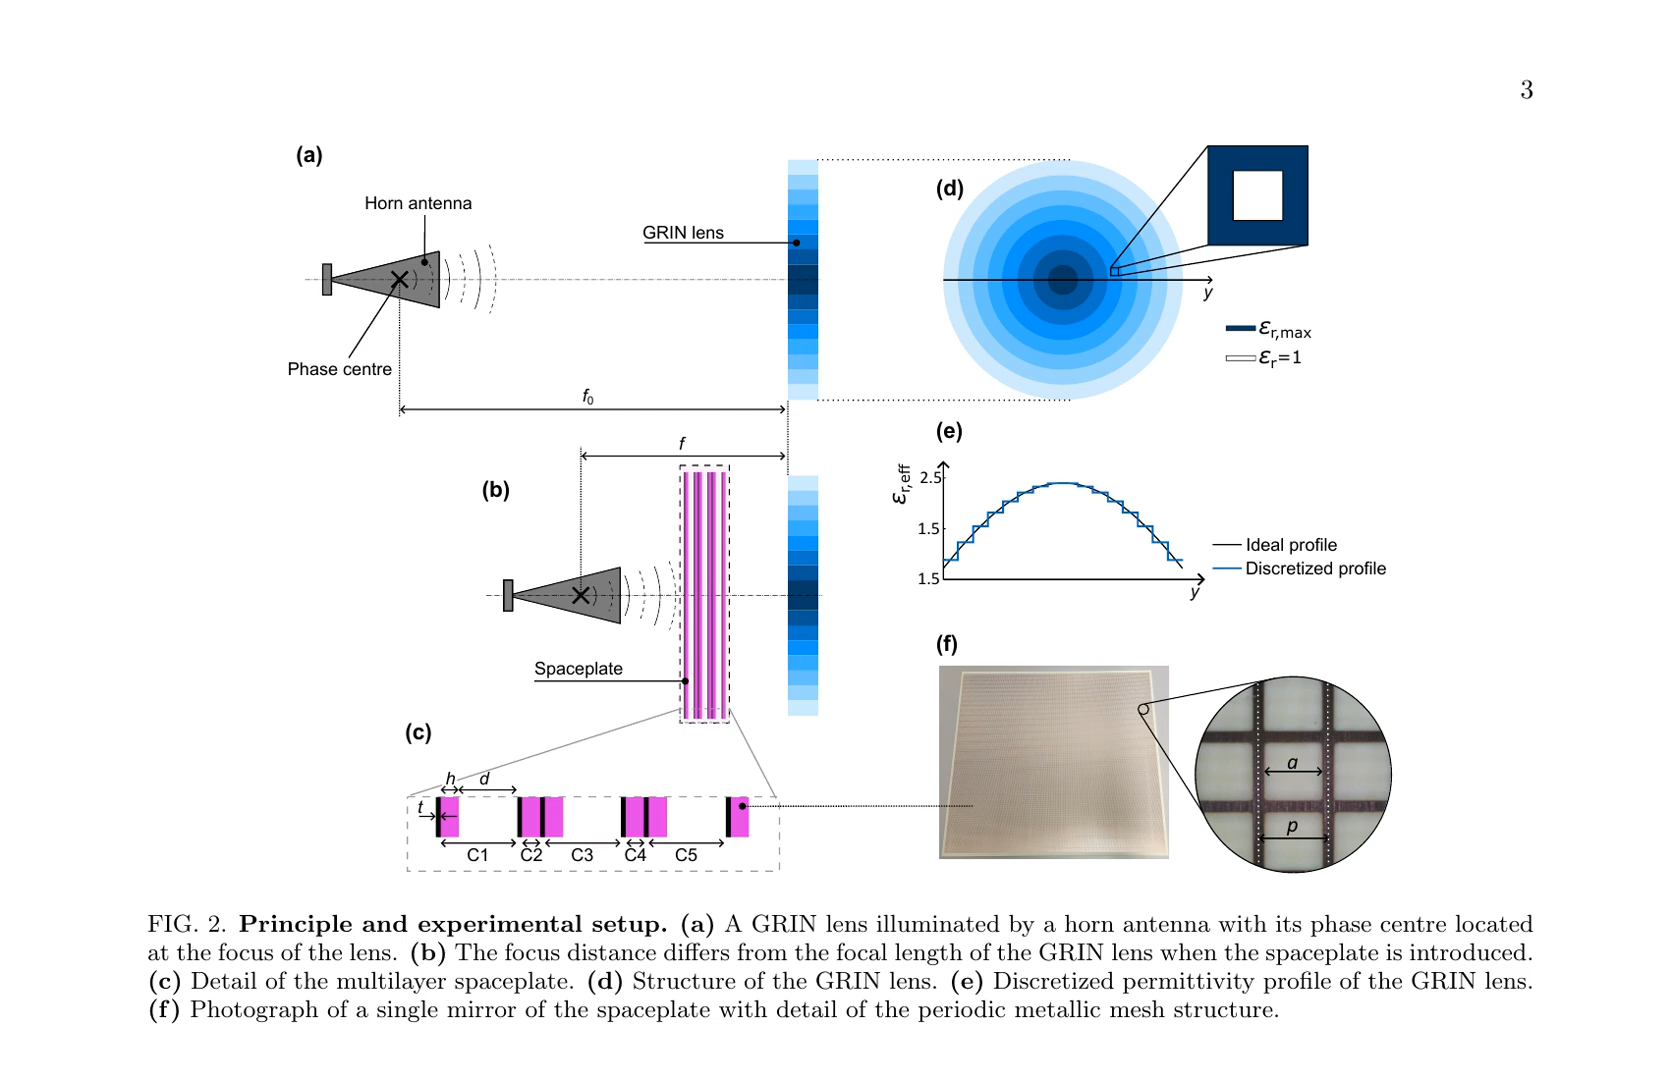 3
(a)
Horn antenna
GRIN lens
Phase centre
f₀
(d)
y
εr,max
εr=1
f
(b)
Spaceplate
(e)
εr,eff
2.5
1.5
1.5
y
Ideal profile
Discretized profile
(c)
h
d
t
C1
C2
C3
C4
C5
(f)
a
p
FIG. 2. Principle and experimental setup. (a) A GRIN lens illuminated by a horn antenna with its phase centre located
at the focus of the lens. (b) The focus distance differs from the focal length of the GRIN lens when the spaceplate is introduced.
(c) Detail of the multilayer spaceplate. (d) Structure of the GRIN lens. (e) Discretized permittivity profile of the GRIN lens.
(f) Photograph of a single mirror of the spaceplate with detail of the periodic metallic mesh structure.